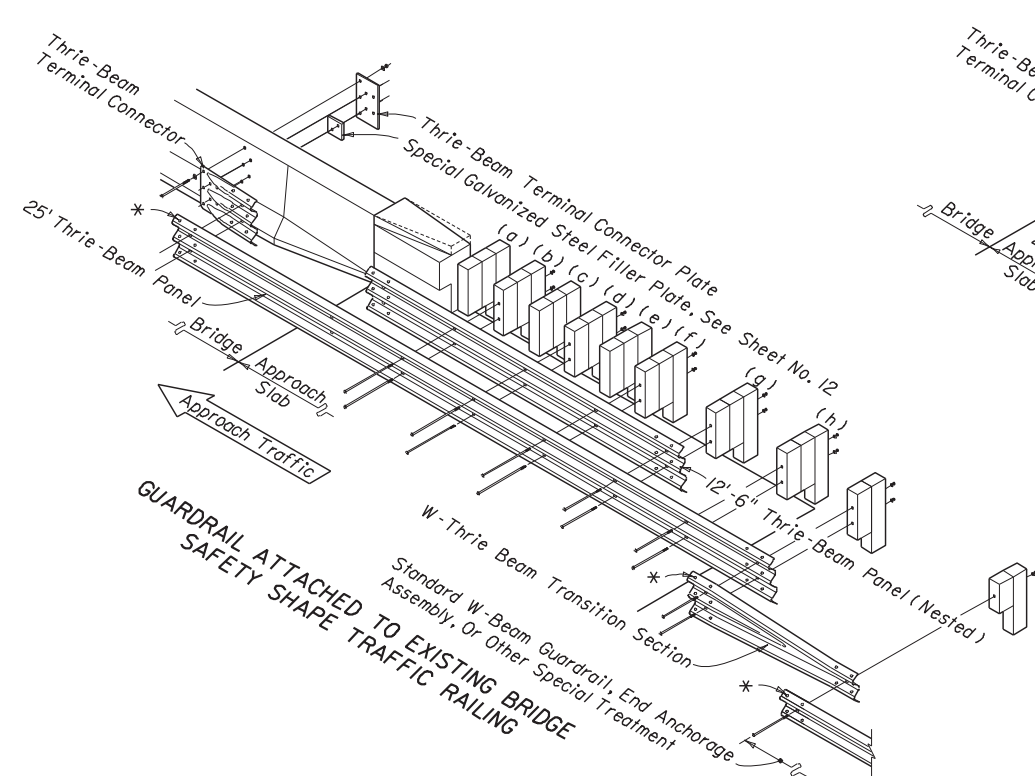 Thrie-Beam
Terminal Connector
Thrie-Beam Terminal Connector Plate
Special Galvanized Steel Filler Plate, See Sheet No. 12
(a) (b) (c) (d) (e) (f)
(g)
(h)
*
25' Thrie-Beam
Panel
Bridge
Approach
Slab
Approach Traffic
12'-6" Thrie-Beam Panel (Nested)
GUARDRAIL ATTACHED TO EXISTING BRIDGE
SAFETY SHAPE TRAFFIC RAILING
W-Thrie Beam Transition Section
*
Standard W-Beam Guardrail, End Anchorage
Assembly, Or Other Special Treatment
*
Thrie-Be
Terminal C
Bridge
App
Slab